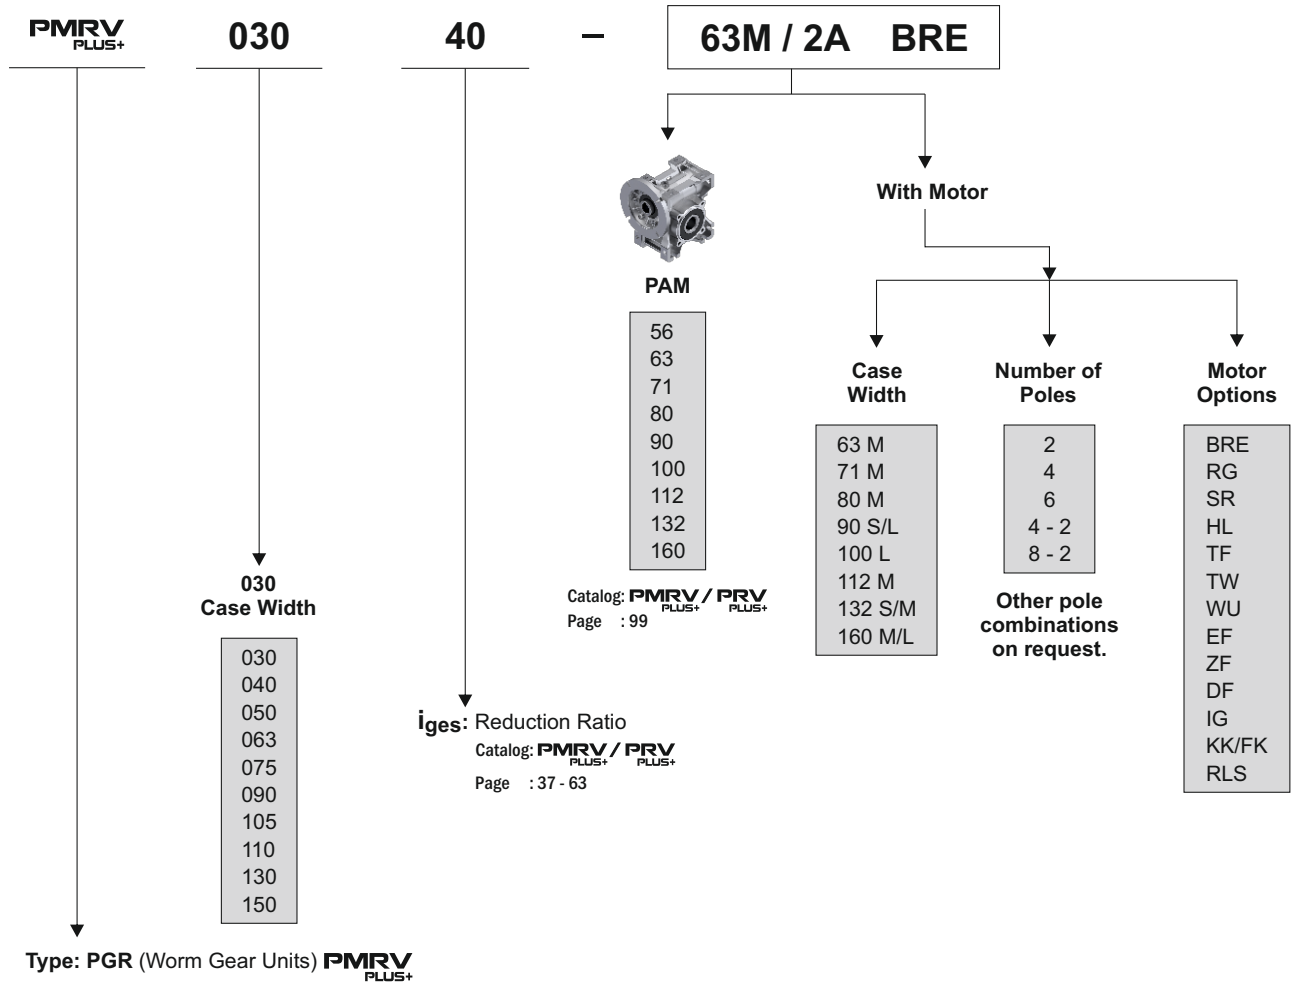 PMRV PLUS+ 030 40 – 63M / 2A BRE
With Motor
PAM
56
63
71
80
90
100
112
132
160
Catalog: PMRV PLUS+ / PRV PLUS+
Page : 99
Case
Width
63 M
71 M
80 M
90 S/L
100 L
112 M
132 S/M
160 M/L
Number of
Poles
2
4
6
4 - 2
8 - 2
Other pole
combinations
on request.
Motor
Options
BRE
RG
SR
HL
TF
TW
WU
EF
ZF
DF
IG
KK/FK
RLS
030
Case Width
030
040
050
063
075
090
105
110
130
150
iges: Reduction Ratio
Catalog: PMRV PLUS+ / PRV PLUS+
Page : 37 - 63
Type: PGR (Worm Gear Units) PMRV PLUS+